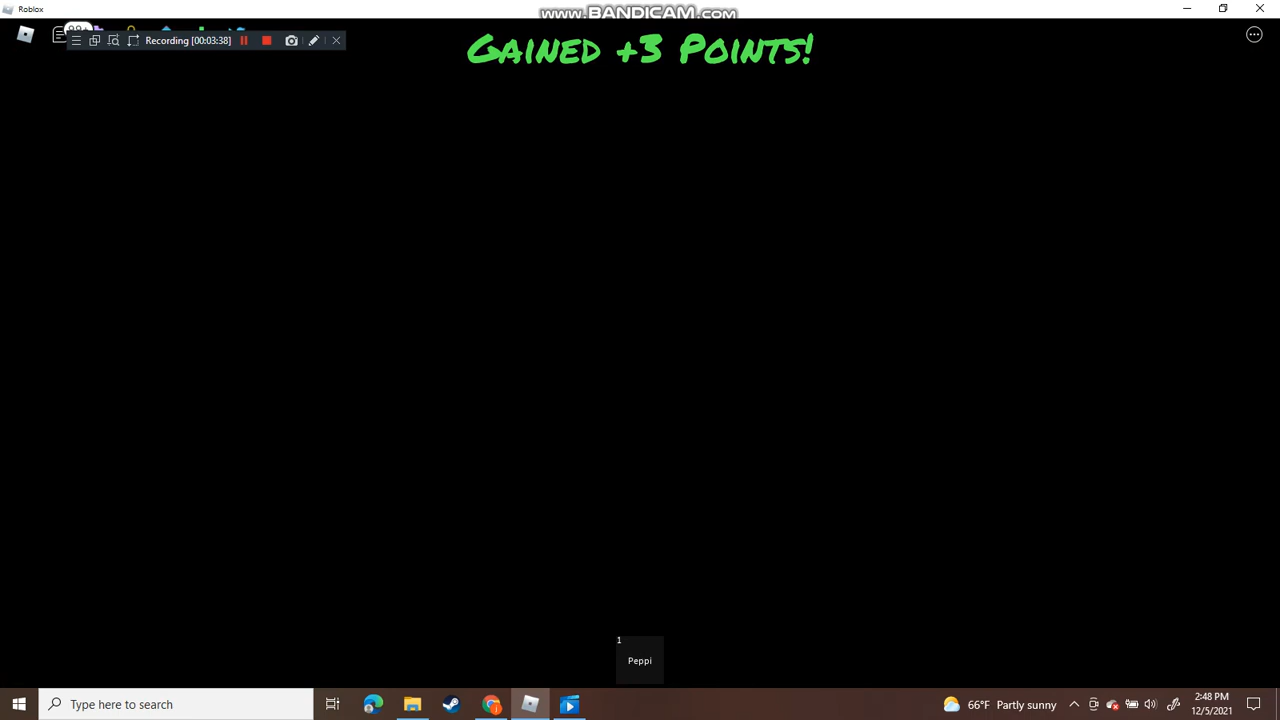 Roblox
www.BANDICAM.com
99+
Recording [00:03:38]
GAINED +3 POINTS!
1
Peppi
Type here to search
66°F Partly sunny
2:48 PM
12/5/2021